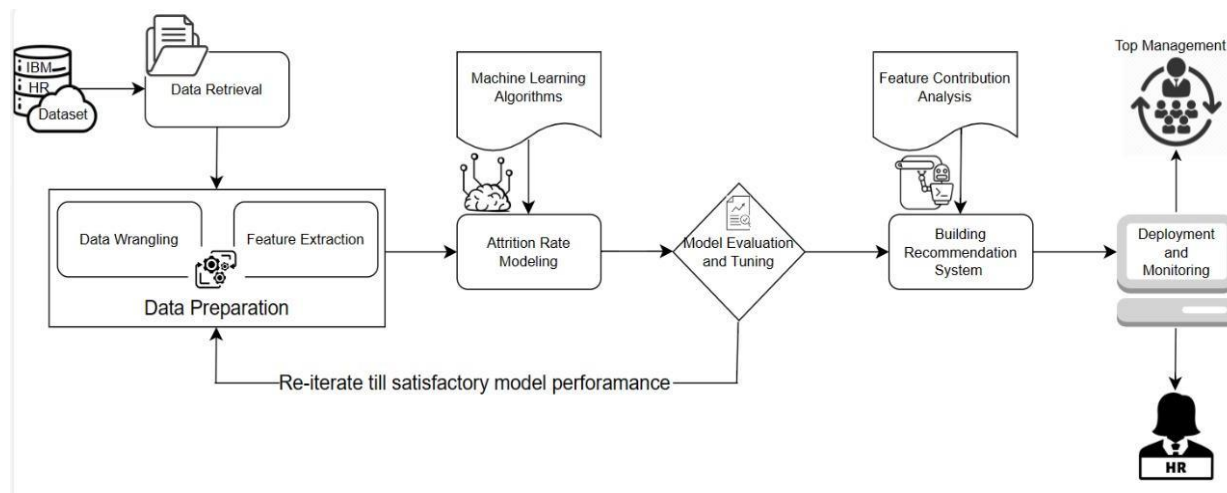 IBM
HR
Dataset
Data Retrieval
Machine Learning
Algorithms
Feature Contribution
Analysis
Top Management
Data Wrangling
Feature Extraction
Data Preparation
Attrition Rate
Modeling
Model Evaluation
and Tuning
Building
Recommendation
System
Deployment
and
Monitoring
Re-iterate till satisfactory model perforamance
HR